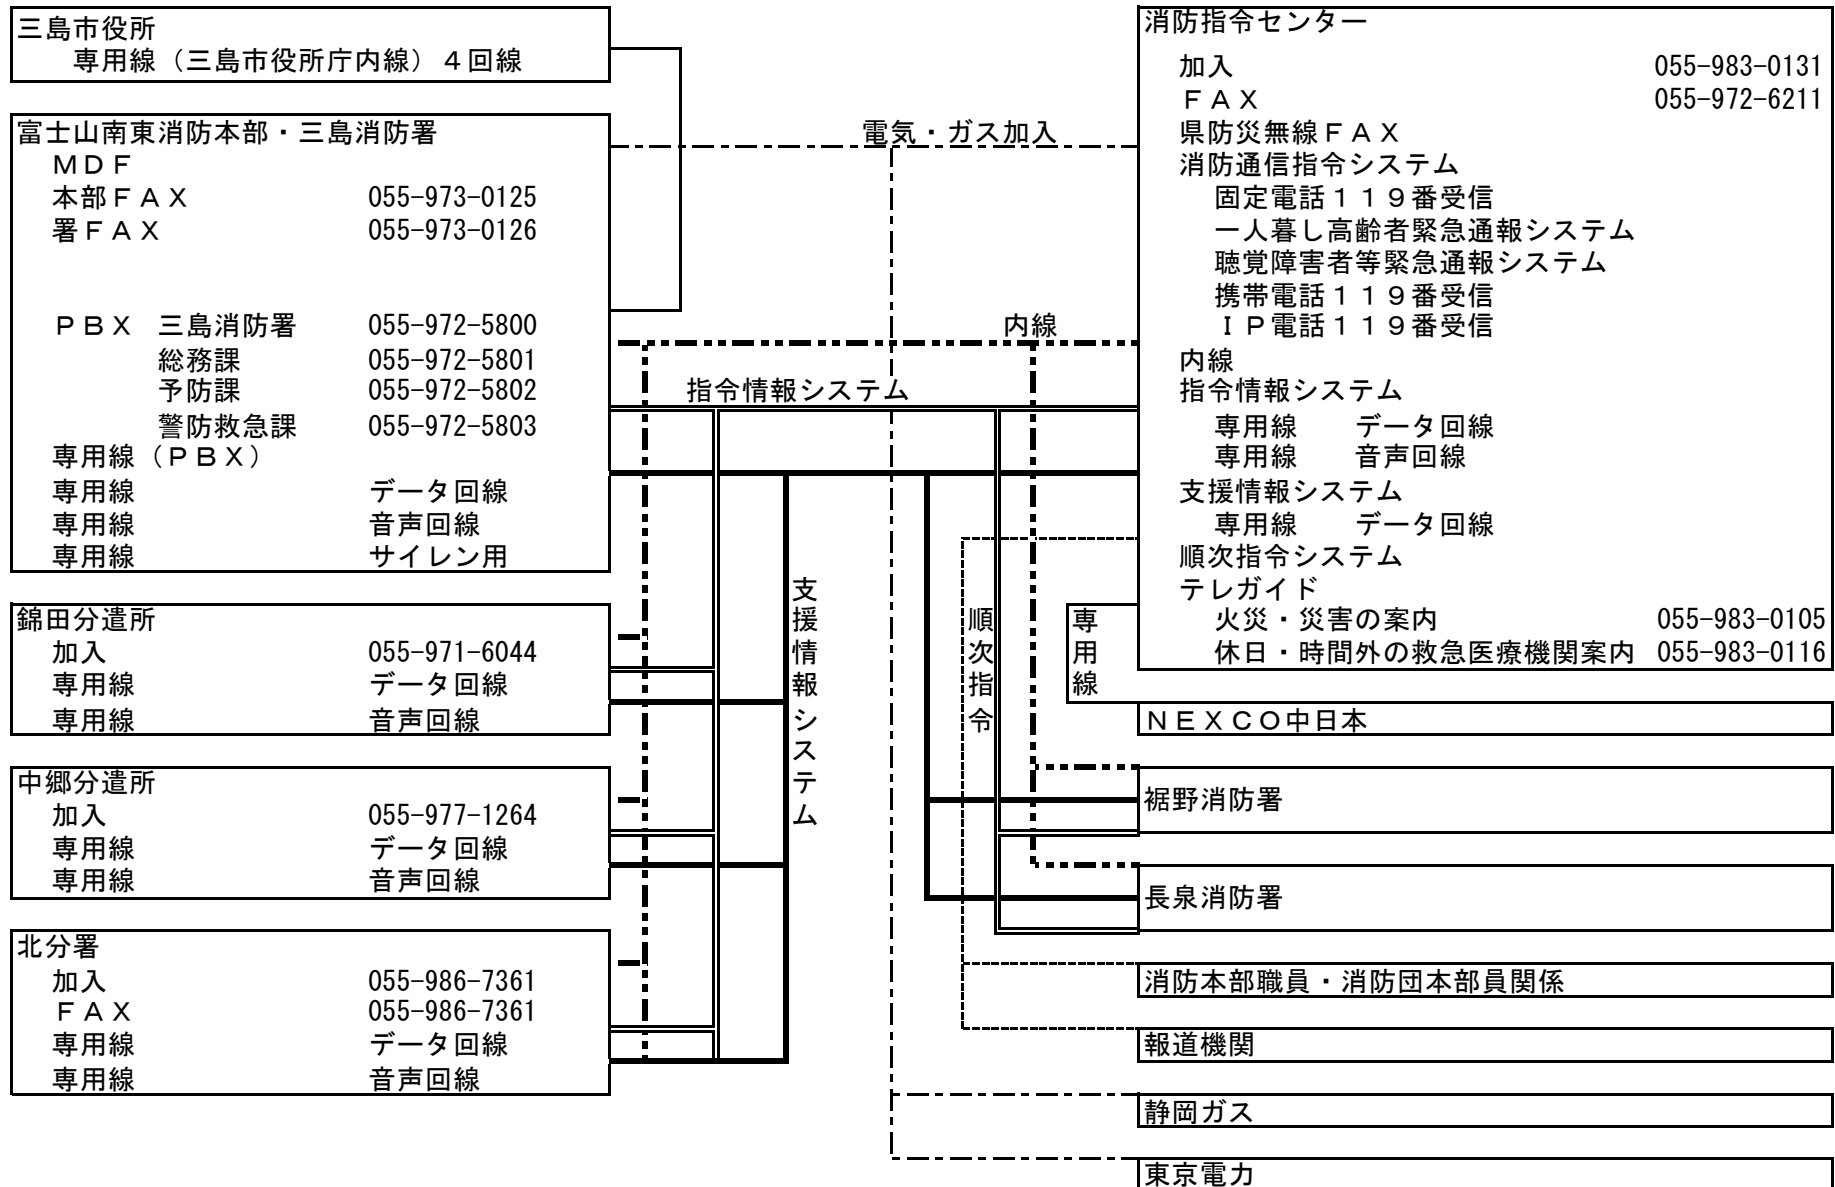 三島市役所
専用線（三島市役所庁内線）４回線
富士山南東消防本部・三島消防署
ＭＤＦ
本部ＦＡＸ 055-973-0125
署ＦＡＸ 055-973-0126
ＰＢＸ 三島消防署 055-972-5800
総務課 055-972-5801
予防課 055-972-5802
警防救急課 055-972-5803
専用線（ＰＢＸ）
専用線 データ回線
専用線 音声回線
専用線 サイレン用
錦田分遣所
加入 055-971-6044
専用線 データ回線
専用線 音声回線
中郷分遣所
加入 055-977-1264
専用線 データ回線
専用線 音声回線
北分署
加入 055-986-7361
ＦＡＸ 055-986-7361
専用線 データ回線
専用線 音声回線
電気・ガス加入
内線
指令情報システム
支援情報システム
順次指令
専用線
消防指令センター
加入 055-983-0131
ＦＡＸ 055-972-6211
県防災無線ＦＡＸ
消防通信指令システム
固定電話１１９番受信
一人暮し高齢者緊急通報システム
聴覚障害者等緊急通報システム
携帯電話１１９番受信
ＩＰ電話１１９番受信
内線
指令情報システム
専用線 データ回線
専用線 音声回線
支援情報システム
専用線 データ回線
順次指令システム
テレガイド
火災・災害の案内 055-983-0105
休日・時間外の救急医療機関案内 055-983-0116
ＮＥＸＣＯ中日本
裾野消防署
長泉消防署
消防本部職員・消防団本部員関係
報道機関
静岡ガス
東京電力